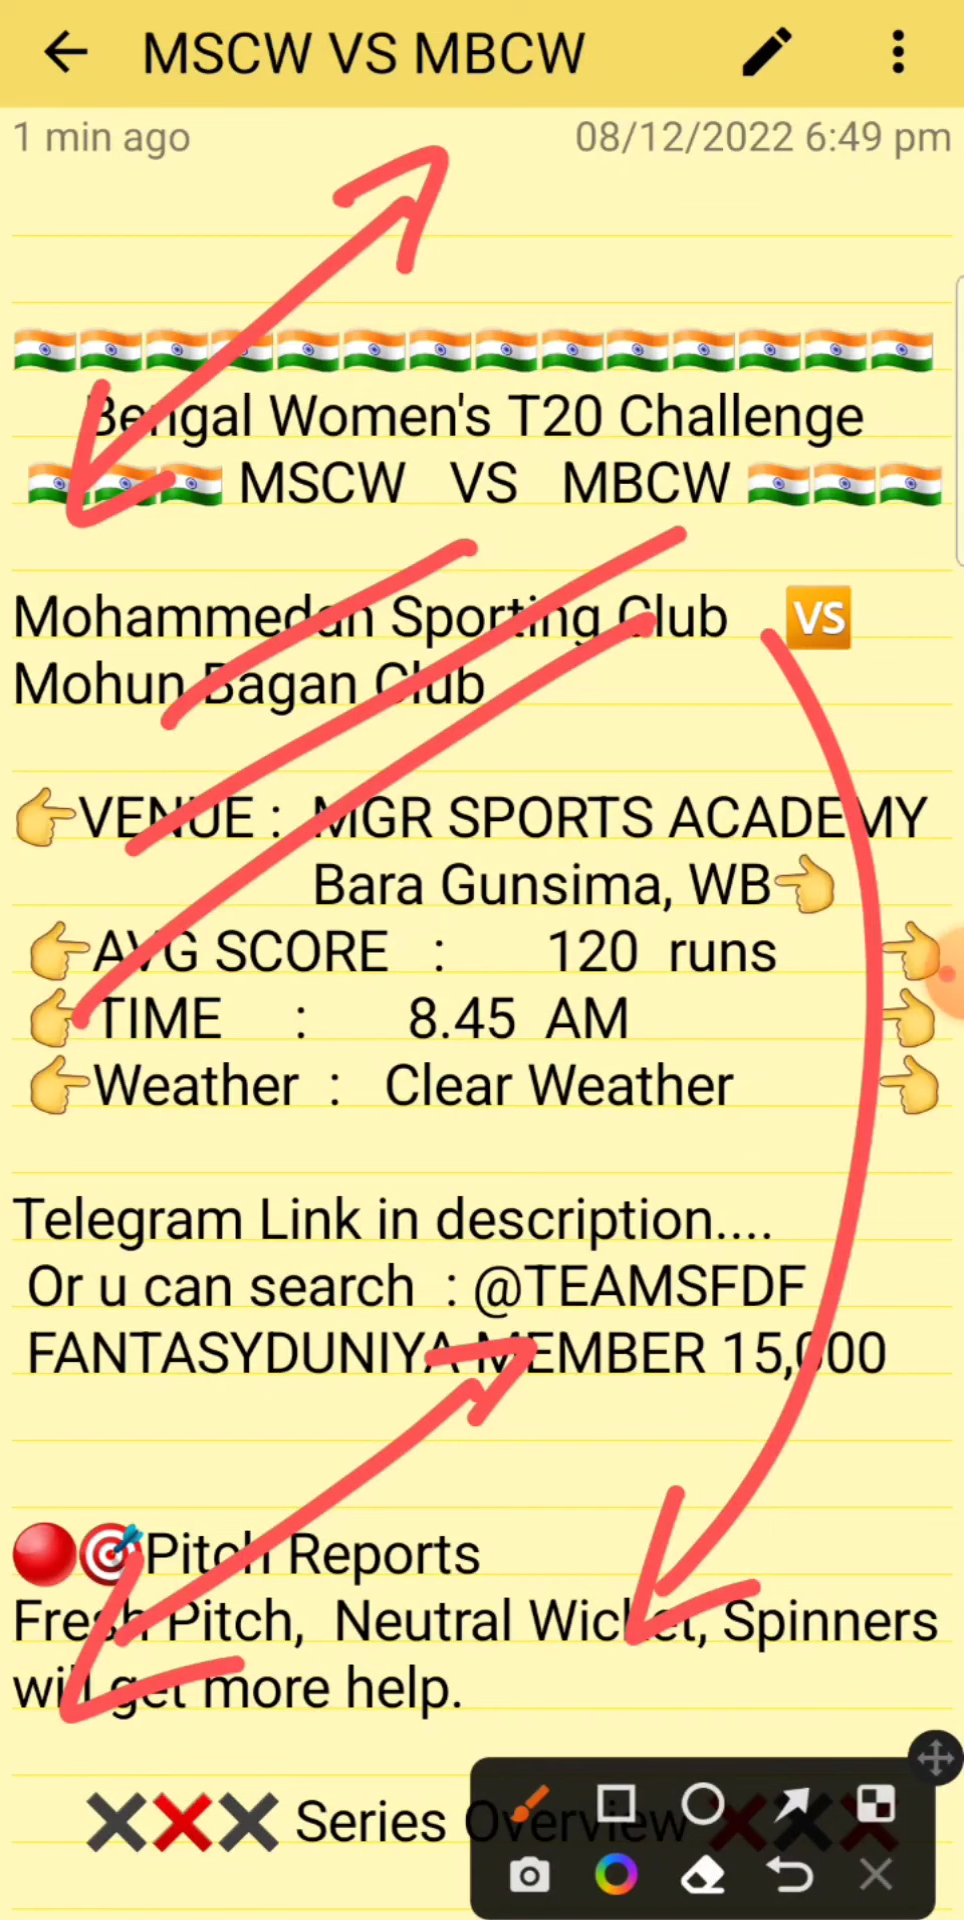 MSCW VS MBCW
1 min ago 08/12/2022 6:49 pm
Bengal Women's T20 Challenge
MSCW VS MBCW
Mohammedan Sporting Club VS
Mohun Bagan Club
VENUE : MGR SPORTS ACADEMY
Bara Gunsima, WB
AVG SCORE : 120 runs
TIME : 8.45 AM
Weather : Clear Weather
Telegram Link in description....
Or u can search : @TEAMSFDF
FANTASYDUNIYA MEMBER 15,000
Pitch Reports
Fresh Pitch, Neutral Wicket, Spinners
will get more help.
Series Overview